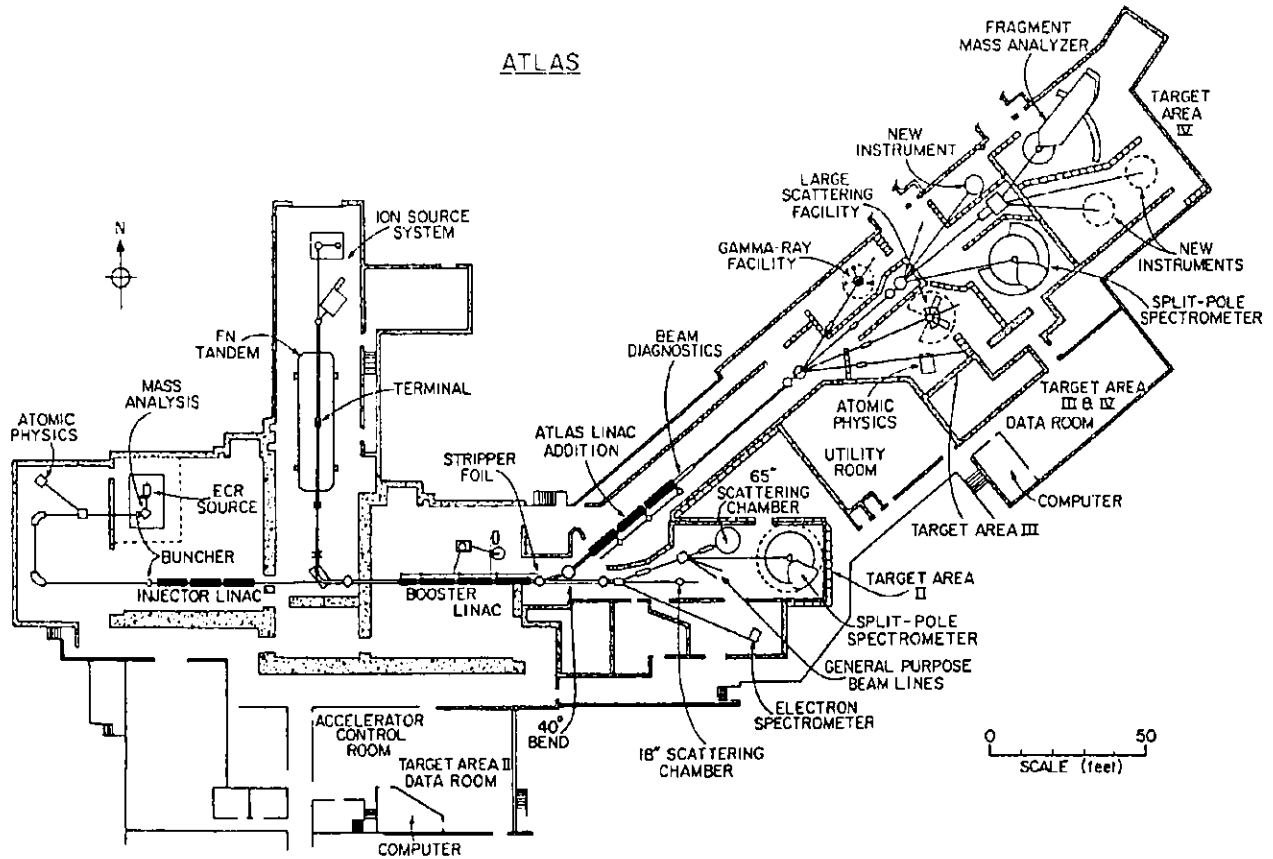 ATLAS
FRAGMENT
MASS ANALYZER
TARGET
AREA
IV
NEW
INSTRUMENT
LARGE
SCATTERING
FACILITY
ION SOURCE
SYSTEM
N
GAMMA-RAY
FACILITY
NEW
INSTRUMENTS
SPLIT-POLE
SPECTROMETER
FN
TANDEM
BEAM
DIAGNOSTICS
MASS
ANALYSIS
TERMINAL
ATOMIC
PHYSICS
ATOMIC
PHYSICS
TARGET AREA
III & IV
DATA ROOM
ATLAS LINAC
ADDITION
STRIPPER
FOIL
UTILITY
ROOM
ECR
SOURCE
65"
SCATTERING
CHAMBER
COMPUTER
TARGET AREA III
BUNCHER
INJECTOR LINAC
BOOSTER
LINAC
TARGET AREA
II
SPLIT-POLE
SPECTROMETER
GENERAL PURPOSE
BEAM LINES
ELECTRON
SPECTROMETER
ACCELERATOR
CONTROL
ROOM
40°
BEND
18" SCATTERING
CHAMBER
0 50
SCALE (feet)
TARGET AREA II
DATA ROOM
COMPUTER